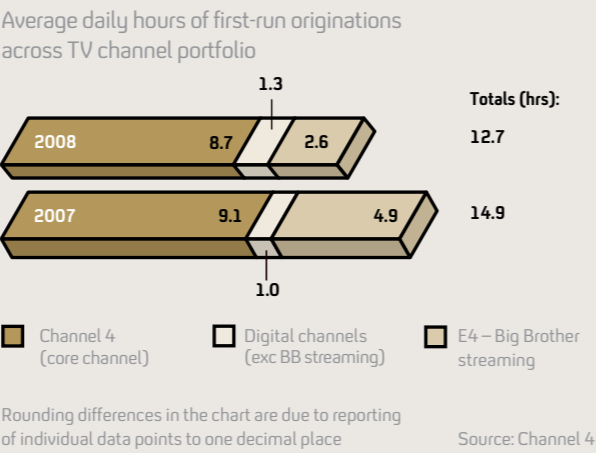 Average daily hours of first-run originations
across TV channel portfolio
1.3
Totals (hrs):
2008
8.7
2.6
12.7
2007
9.1
4.9
14.9
1.0
Channel 4
(core channel)
Digital channels
(exc BB streaming)
E4 – Big Brother
streaming
Rounding differences in the chart are due to reporting
of individual data points to one decimal place
Source: Channel 4